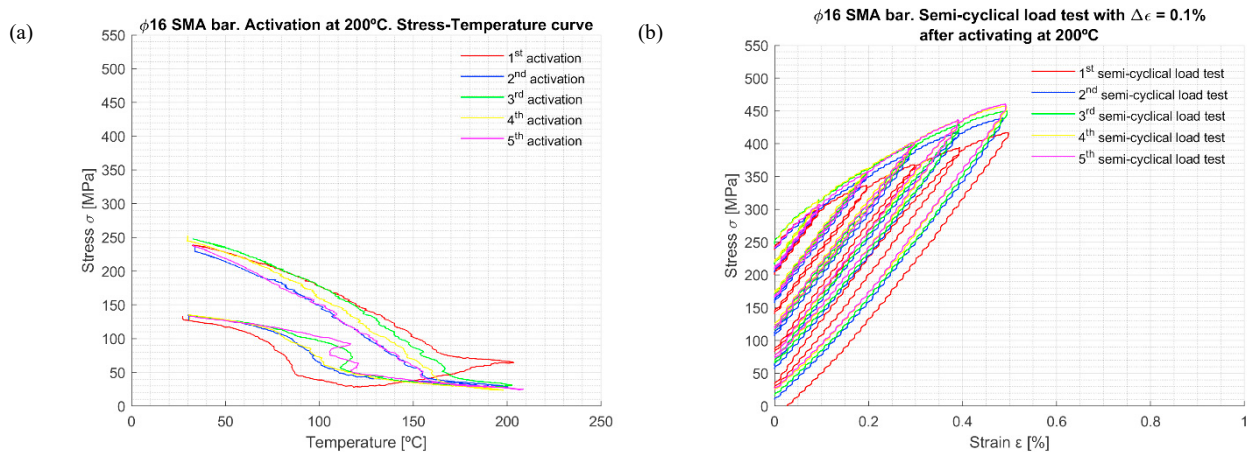 (a)
ϕ16 SMA bar. Activation at 200ºC. Stress-Temperature curve
550
500
450
400
350
300
250
200
150
100
50
0
Stress σ [MPa]
1st activation
2nd activation
3rd activation
4th activation
5th activation
0
50
100
150
200
250
Temperature [ºC]
(b)
ϕ16 SMA bar. Semi-cyclical load test with Δϵ = 0.1%
after activating at 200ºC
550
500
450
400
350
300
250
200
150
100
50
0
Stress σ [MPa]
1st semi-cyclical load test
2nd semi-cyclical load test
3rd semi-cyclical load test
4th semi-cyclical load test
5th semi-cyclical load test
0
0.2
0.4
0.6
0.8
1
Strain ε [%]